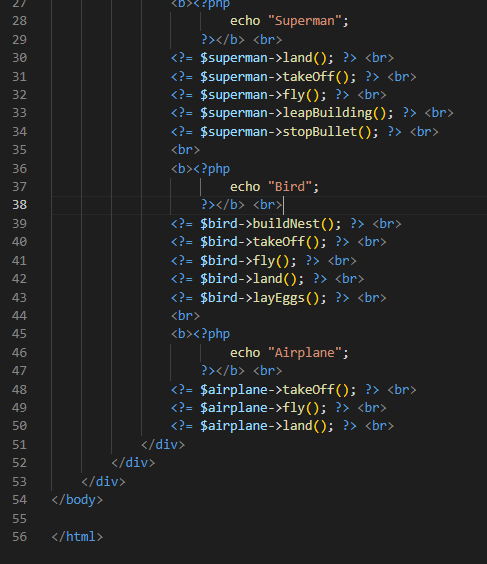 27 <b><?php
28 echo "Superman";
29 ?></b> <br>
30 <?= $superman->land(); ?> <br>
31 <?= $superman->takeOff(); ?> <br>
32 <?= $superman->fly(); ?> <br>
33 <?= $superman->leapBuilding(); ?> <br>
34 <?= $superman->stopBullet(); ?> <br>
35 <br>
36 <b><?php
37 echo "Bird";
38 ?></b> <br>
39 <?= $bird->buildNest(); ?> <br>
40 <?= $bird->takeOff(); ?> <br>
41 <?= $bird->fly(); ?> <br>
42 <?= $bird->land(); ?> <br>
43 <?= $bird->layEggs(); ?> <br>
44 <br>
45 <b><?php
46 echo "Airplane";
47 ?></b> <br>
48 <?= $airplane->takeOff(); ?> <br>
49 <?= $airplane->fly(); ?> <br>
50 <?= $airplane->land(); ?> <br>
51 </div>
52 </div>
53 </div>
54 </body>
55
56 </html>